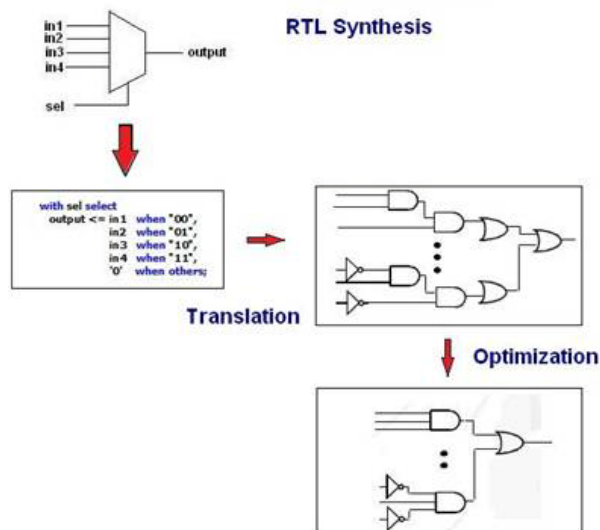 RTL Synthesis
in1
in2
in3
in4
output
sel
with sel select
output <= in1 when "00",
in2 when "01",
in3 when "10",
in4 when "11",
'0' when others;
Translation
Optimization